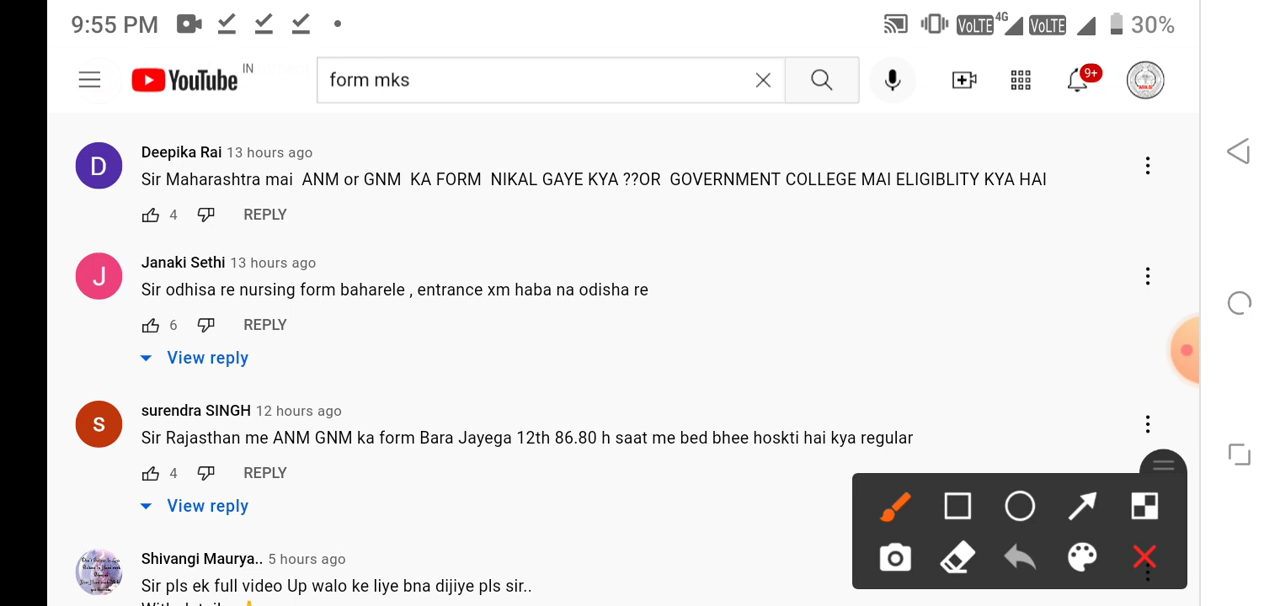 9:55 PM
VoLTE 4G VoLTE 30%
YouTube IN
form mks
9+
D
Deepika Rai 13 hours ago
Sir Maharashtra mai ANM or GNM KA FORM NIKAL GAYE KYA ??OR GOVERNMENT COLLEGE MAI ELIGIBLITY KYA HAI
4 REPLY
J
Janaki Sethi 13 hours ago
Sir odhisa re nursing form baharele , entrance xm haba na odisha re
6 REPLY
View reply
S
surendra SINGH 12 hours ago
Sir Rajasthan me ANM GNM ka form Bara Jayega 12th 86.80 h saat me bed bhee hoskti hai kya regular
4 REPLY
View reply
Shivangi Maurya.. 5 hours ago
Sir pls ek full video Up walo ke liye bna dijiye pls sir..